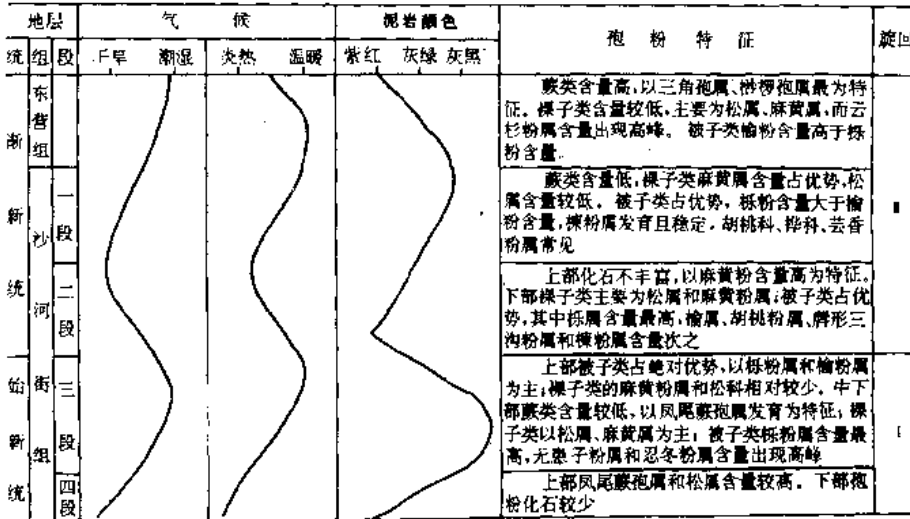 地层 气候 泥岩颜色 孢粉特征 旋回
统 组 段 干旱 潮湿 炎热 温暖 紫红 灰绿 灰黑
渐新统
始新统
东营组
沙河街组
一段
二段
三段
四段
蕨类含量高，以三角孢属、桫椤孢属最为特
征。裸子类含量较低，主要为松属、麻黄属，而云
杉粉属含量出现高峰。被子类榆粉含量高于栎
粉含量。
蕨类含量低；裸子类麻黄属含量占优势，松
属含量较低。被子类占优势，栎粉含量大于榆
粉含量，楝粉属发育且稳定，胡桃科、桦科、芸香
粉属常见
上部化石不丰富，以麻黄粉含量高为特征。
下部裸子类主要为松属和麻黄粉属；被子类占优
势，其中栎属含量最高，榆属、胡桃粉属、唇形三
沟粉属和楝粉属含量次之
上部被子类占绝对优势，以栎粉属和榆粉属
为主；裸子类的麻黄粉属和松科相对较少。中下
部蕨类含量较低，以凤尾蕨孢属发育为特征；裸
子类以松属、麻黄属为主；被子类栎粉属含量最
高，无患子粉属和忍冬粉属含量出现高峰
上部凤尾蕨孢属和松属含量较高。下部孢
粉化石较少